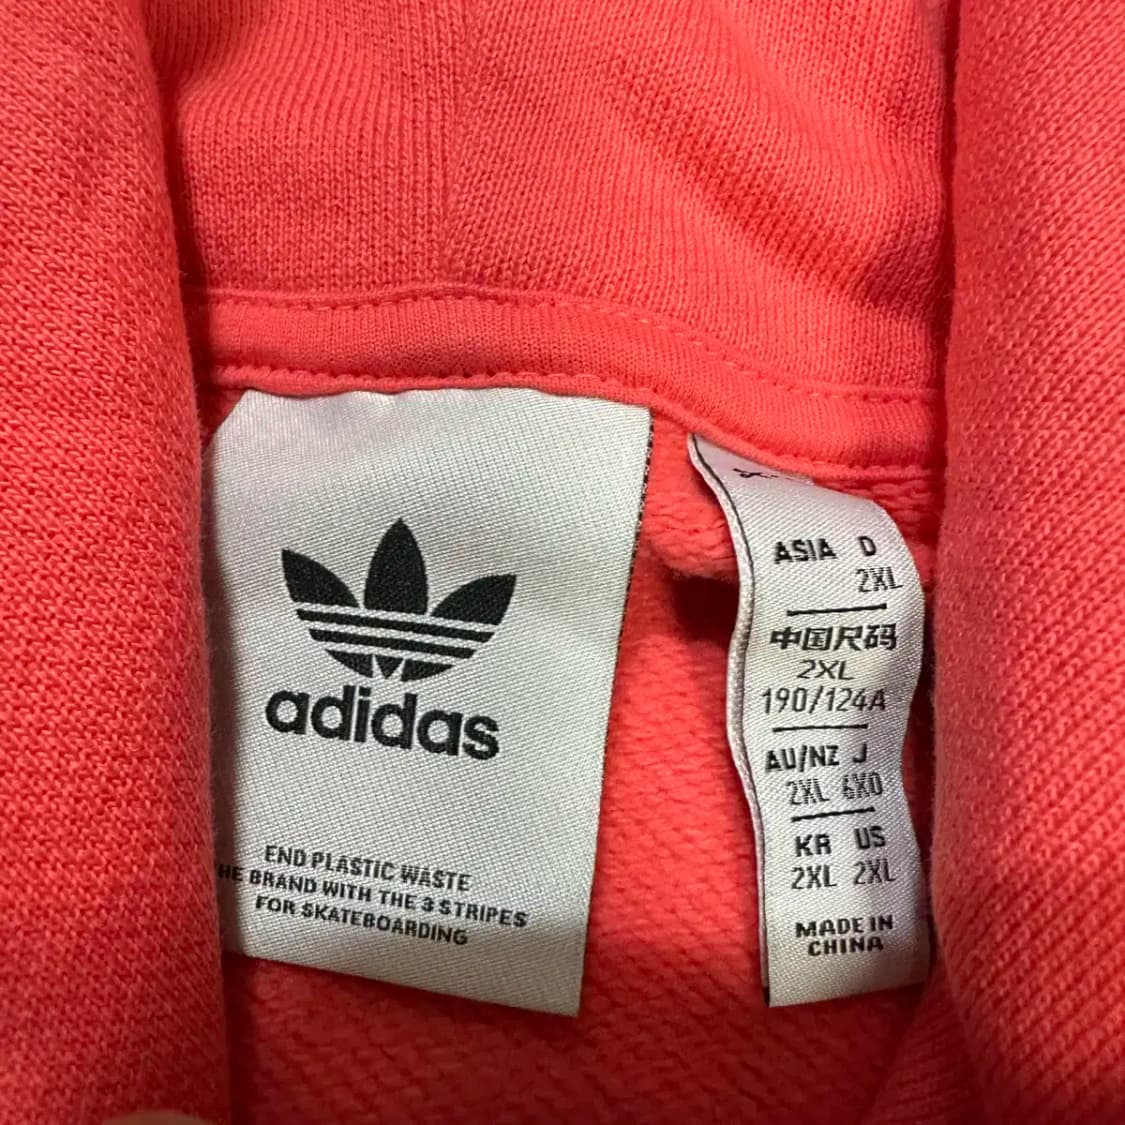 adidas
END PLASTIC WASTE
HE BRAND WITH THE 3 STRIPES
FOR SKATEBOARDING
ASIA D
2XL
中国尺码
2XL
190/124A
AU/NZ J
2XL 6XO
KR US
2XL 2XL
MADE IN
CHINA